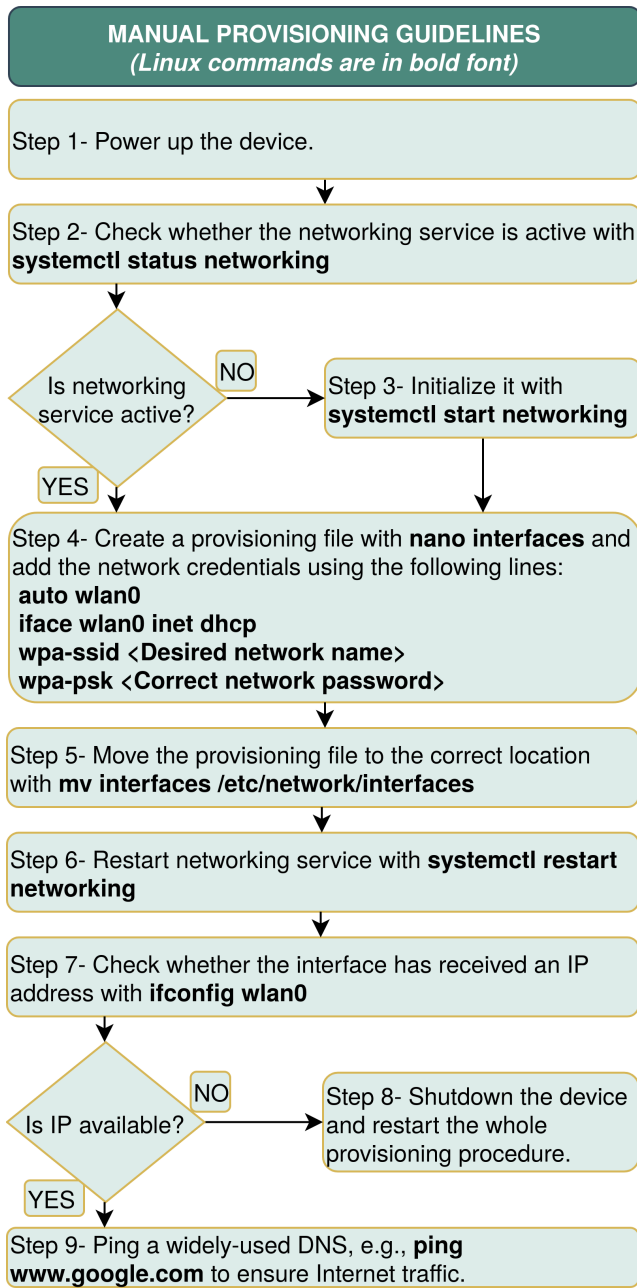 MANUAL PROVISIONING GUIDELINES
(Linux commands are in bold font)
Step 1- Power up the device.
Step 2- Check whether the networking service is active with
systemctl status networking
Is networking
service active?
NO
Step 3- Initialize it with
systemctl start networking
YES
Step 4- Create a provisioning file with nano interfaces and
add the network credentials using the following lines:
auto wlan0
iface wlan0 inet dhcp
wpa-ssid <Desired network name>
wpa-psk <Correct network password>
Step 5- Move the provisioning file to the correct location
with mv interfaces /etc/network/interfaces
Step 6- Restart networking service with systemctl restart
networking
Step 7- Check whether the interface has received an IP
address with ifconfig wlan0
Is IP available?
NO
Step 8- Shutdown the device
and restart the whole
provisioning procedure.
YES
Step 9- Ping a widely-used DNS, e.g., ping
www.google.com to ensure Internet traffic.